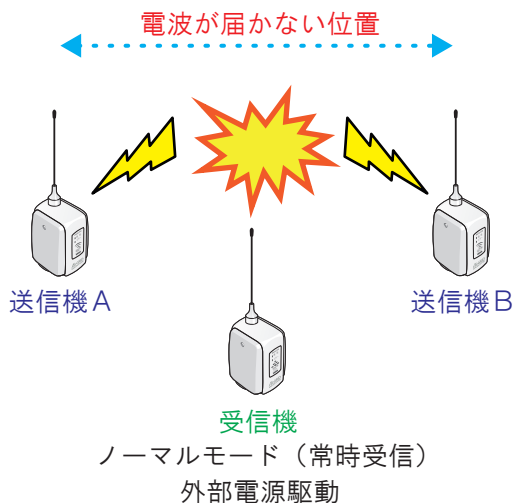 電波が届かない位置
送信機A
送信機B
受信機
ノーマルモード（常時受信）
外部電源駆動